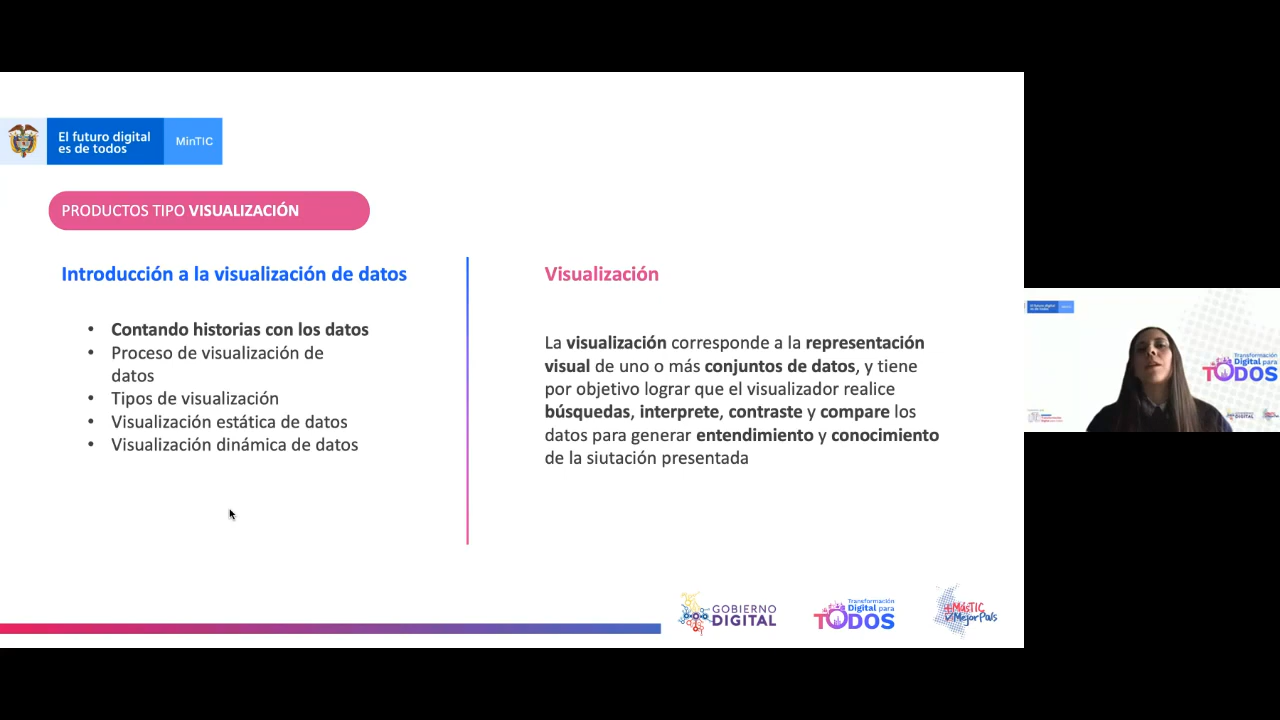 El futuro digital
es de todos
MinTIC
PRODUCTOS TIPO VISUALIZACIÓN
Introducción a la visualización de datos
• Contando historias con los datos
• Proceso de visualización de
datos
• Tipos de visualización
• Visualización estática de datos
• Visualización dinámica de datos
Visualización
La visualización corresponde a la representación
visual de uno o más conjuntos de datos, y tiene
por objetivo lograr que el visualizador realice
búsquedas, interprete, contraste y compare los
datos para generar entendimiento y conocimiento
de la siutación presentada
GOBIERNO
DIGITAL
Transformación
Digital para
TODOS
+MásTIC
MejorPaís
Transformación
Digital para
TODOS